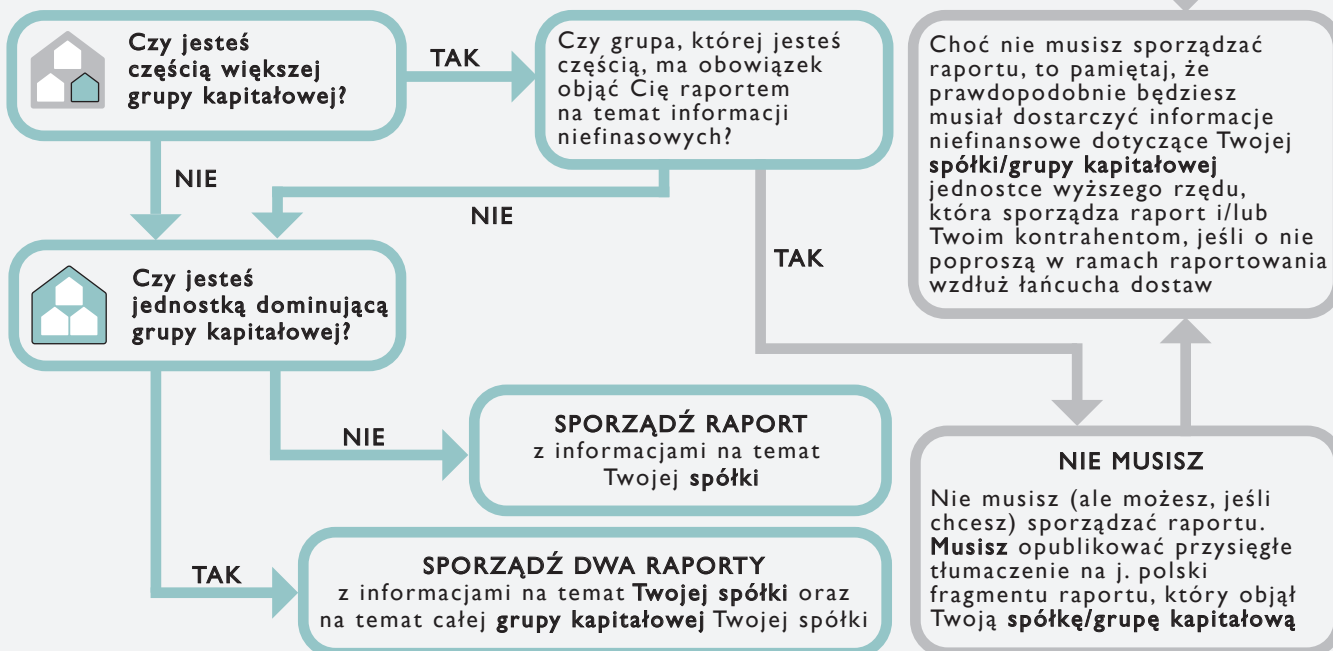 Czy jesteś
częścią większej
grupy kapitałowej?
TAK
Czy grupa, której jesteś
częścią, ma obowiązek
objąć Cię raportem
na temat informacji
niefinasowych?
Choć nie musisz sporządzać
raportu, to pamiętaj, że
prawdopodobnie będziesz
musiał dostarczyć informacje
niefinansowe dotyczące Twojej
spółki/grupy kapitałowej
jednostce wyższego rzędu,
która sporządza raport i/lub
Twoim kontrahentom, jeśli o nie
poproszą w ramach raportowania
wzdłuż łańcucha dostaw
NIE
NIE
TAK
Czy jesteś
jednostką dominującą
grupy kapitałowej?
NIE
SPORZĄDŹ RAPORT
z informacjami na temat
Twojej spółki
TAK
SPORZĄDŹ DWA RAPORTY
z informacjami na temat Twojej spółki oraz
na temat całej grupy kapitałowej Twojej spółki
NIE MUSISZ
Nie musisz (ale możesz, jeśli
chcesz) sporządzać raportu.
Musisz opublikować przysięgłe
tłumaczenie na j. polski
fragmentu raportu, który objął
Twoją spółkę/grupę kapitałową